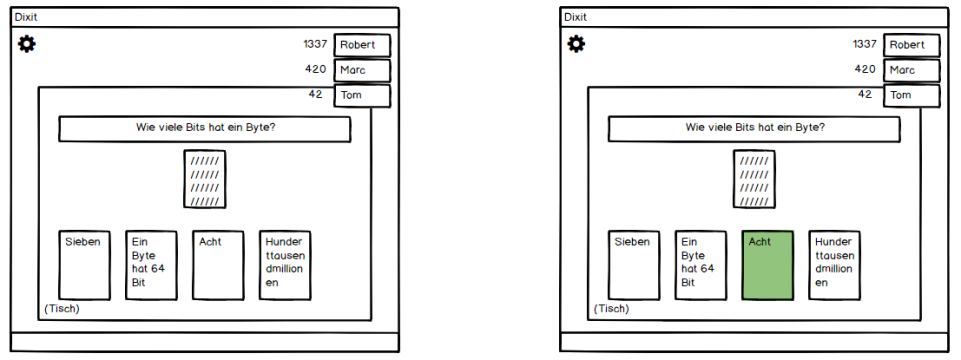 Dixit
1337 Robert
420 Marc
42 Tom
Wie viele Bits hat ein Byte?
//////
//////
//////
//////
Sieben
Ein
Byte
hat 64
Bit
Acht
Hunder
ttausen
dmillion
en
(Tisch)
Dixit
1337 Robert
420 Marc
42 Tom
Wie viele Bits hat ein Byte?
//////
//////
//////
//////
Sieben
Ein
Byte
hat 64
Bit
Acht
Hunder
ttausen
dmillion
en
(Tisch)